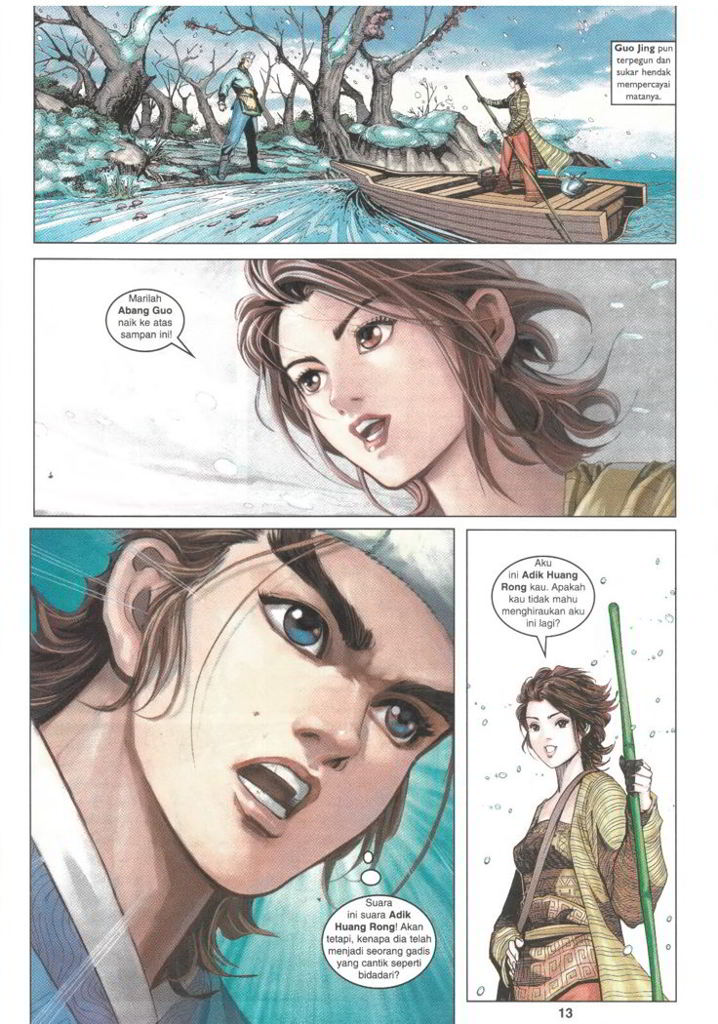 Guo Jing pun
terpegun dan
sukar hendak
mempercayai
matanya.
Marilah
Abang Guo
naik ke atas
sampan ini!
Suara
ini suara Adik
Huang Rong! Akan
tetapi, kenapa dia telah
menjadi seorang gadis
yang cantik seperti
bidadari?
Aku
ini Adik Huang
Rong kau. Apakah
kau tidak mahu
menghiraukan aku
ini lagi?
13